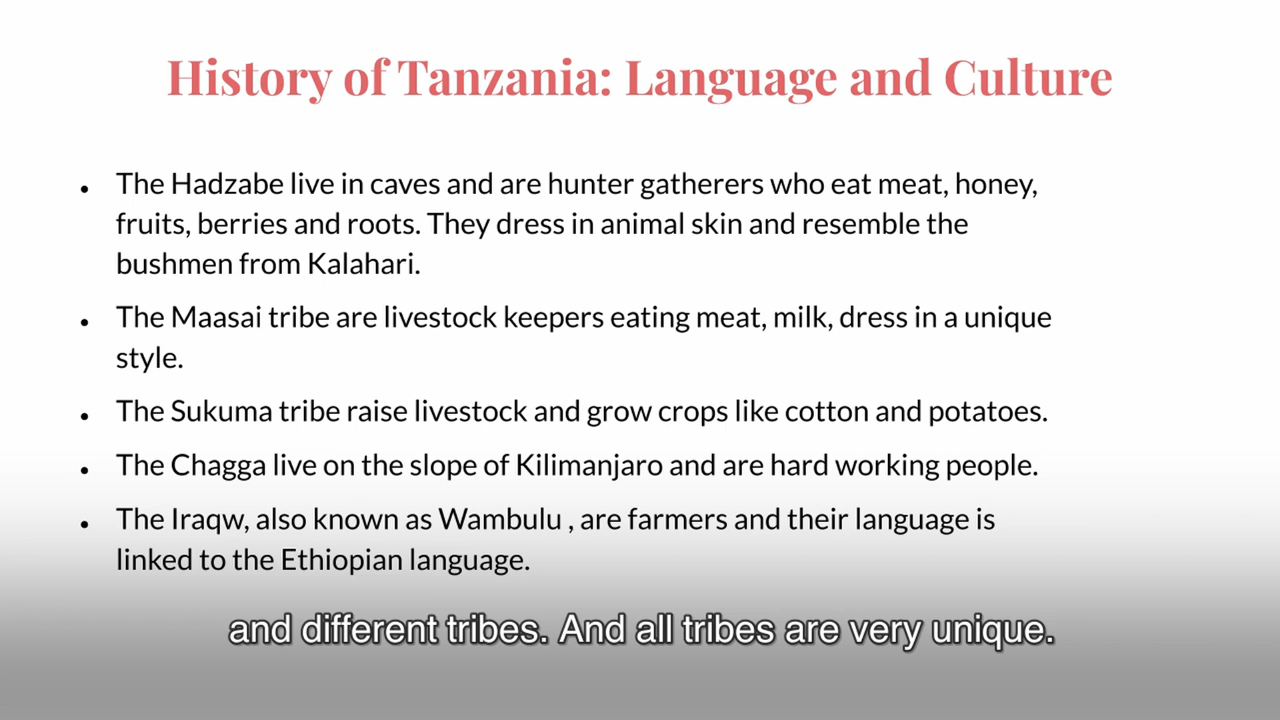 History of Tanzania: Language and Culture
• The Hadzabe live in caves and are hunter gatherers who eat meat, honey,
fruits, berries and roots. They dress in animal skin and resemble the
bushmen from Kalahari.
• The Maasai tribe are livestock keepers eating meat, milk, dress in a unique
style.
• The Sukuma tribe raise livestock and grow crops like cotton and potatoes.
• The Chagga live on the slope of Kilimanjaro and are hard working people.
• The Iraqw, also known as Wambulu , are farmers and their language is
linked to the Ethiopian language.
and different tribes. And all tribes are very unique.